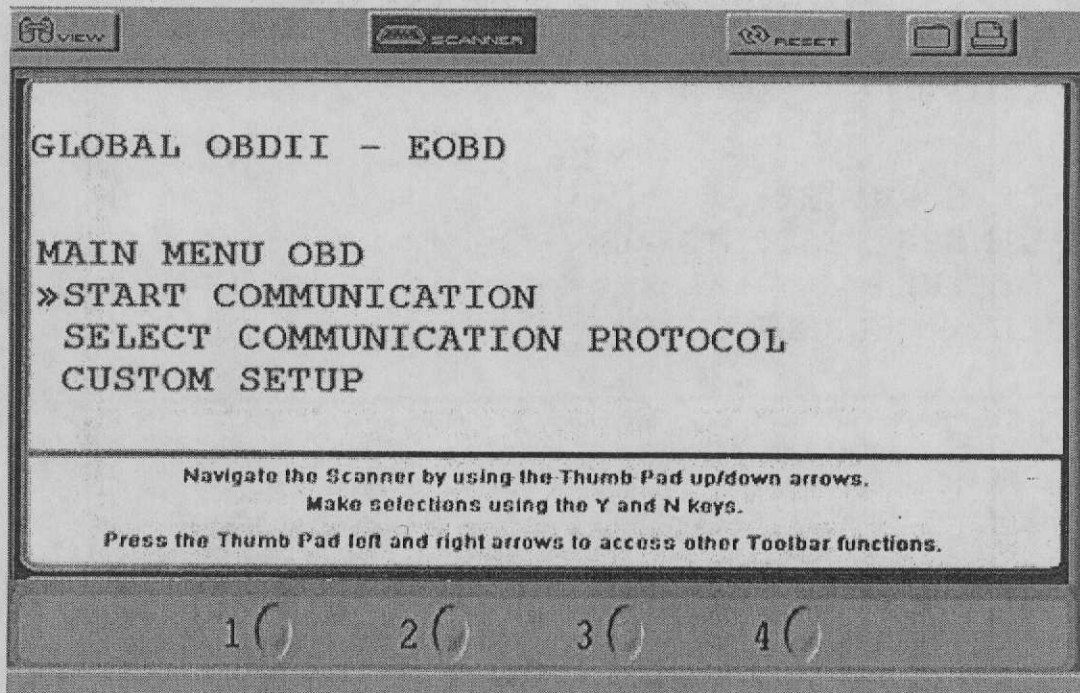 VIEW SCANNER RESET
GLOBAL OBDII - EOBD
MAIN MENU OBD
»START COMMUNICATION
SELECT COMMUNICATION PROTOCOL
CUSTOM SETUP
Navigate the Scanner by using the Thumb Pad up/down arrows.
Make selections using the Y and N keys.
Press the Thumb Pad left and right arrows to access other Toolbar functions.
1 2 3 4